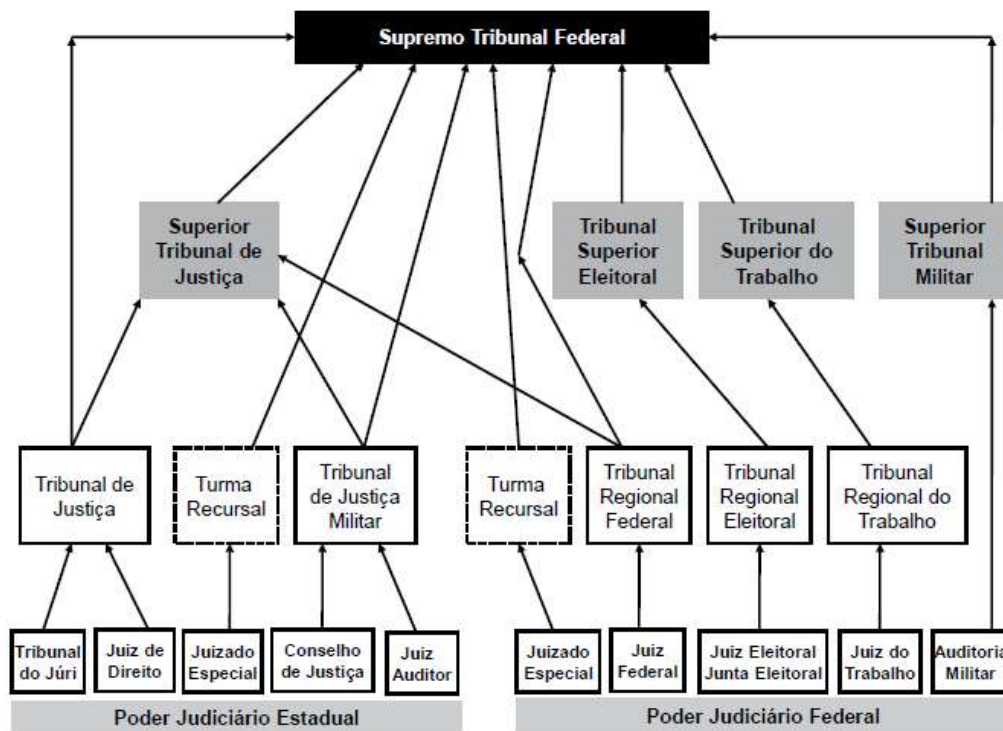 Supremo Tribunal Federal
Superior
Tribunal de
Justiça
Tribunal
Superior
Eleitoral
Tribunal
Superior do
Trabalho
Superior
Tribunal
Militar
Tribunal de
Justiça
Turma
Recursal
Tribunal
de Justiça
Militar
Turma
Recursal
Tribunal
Regional
Federal
Tribunal
Regional
Eleitoral
Tribunal
Regional do
Trabalho
Tribunal
do Júri
Juiz de
Direito
Juizado
Especial
Conselho
de Justiça
Juiz
Auditor
Juizado
Especial
Juiz
Federal
Juiz Eleitoral
Junta Eleitoral
Juiz do
Trabalho
Auditoria
Militar
Poder Judiciário Estadual
Poder Judiciário Federal